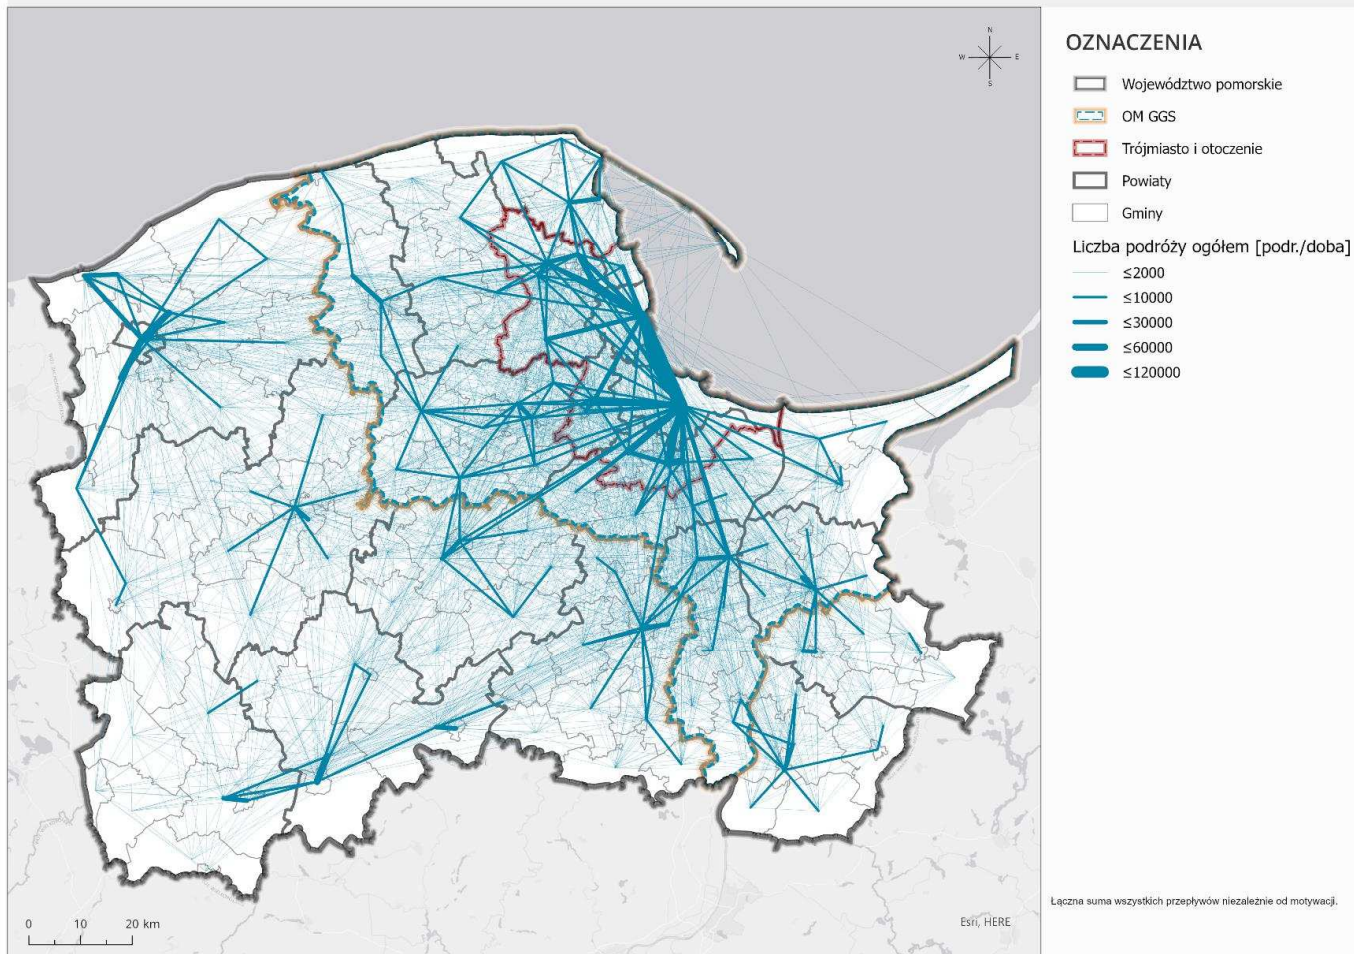 N
W E
S
OZNACZENIA
Województwo pomorskie
OM GGS
Trójmiasto i otoczenie
Powiaty
Gminy
Liczba podróży ogółem [podr./doba]
≤2000
≤10000
≤30000
≤60000
≤120000
Łączna suma wszystkich przepływów niezależnie od motywacji.
0 10 20 km
Esri, HERE